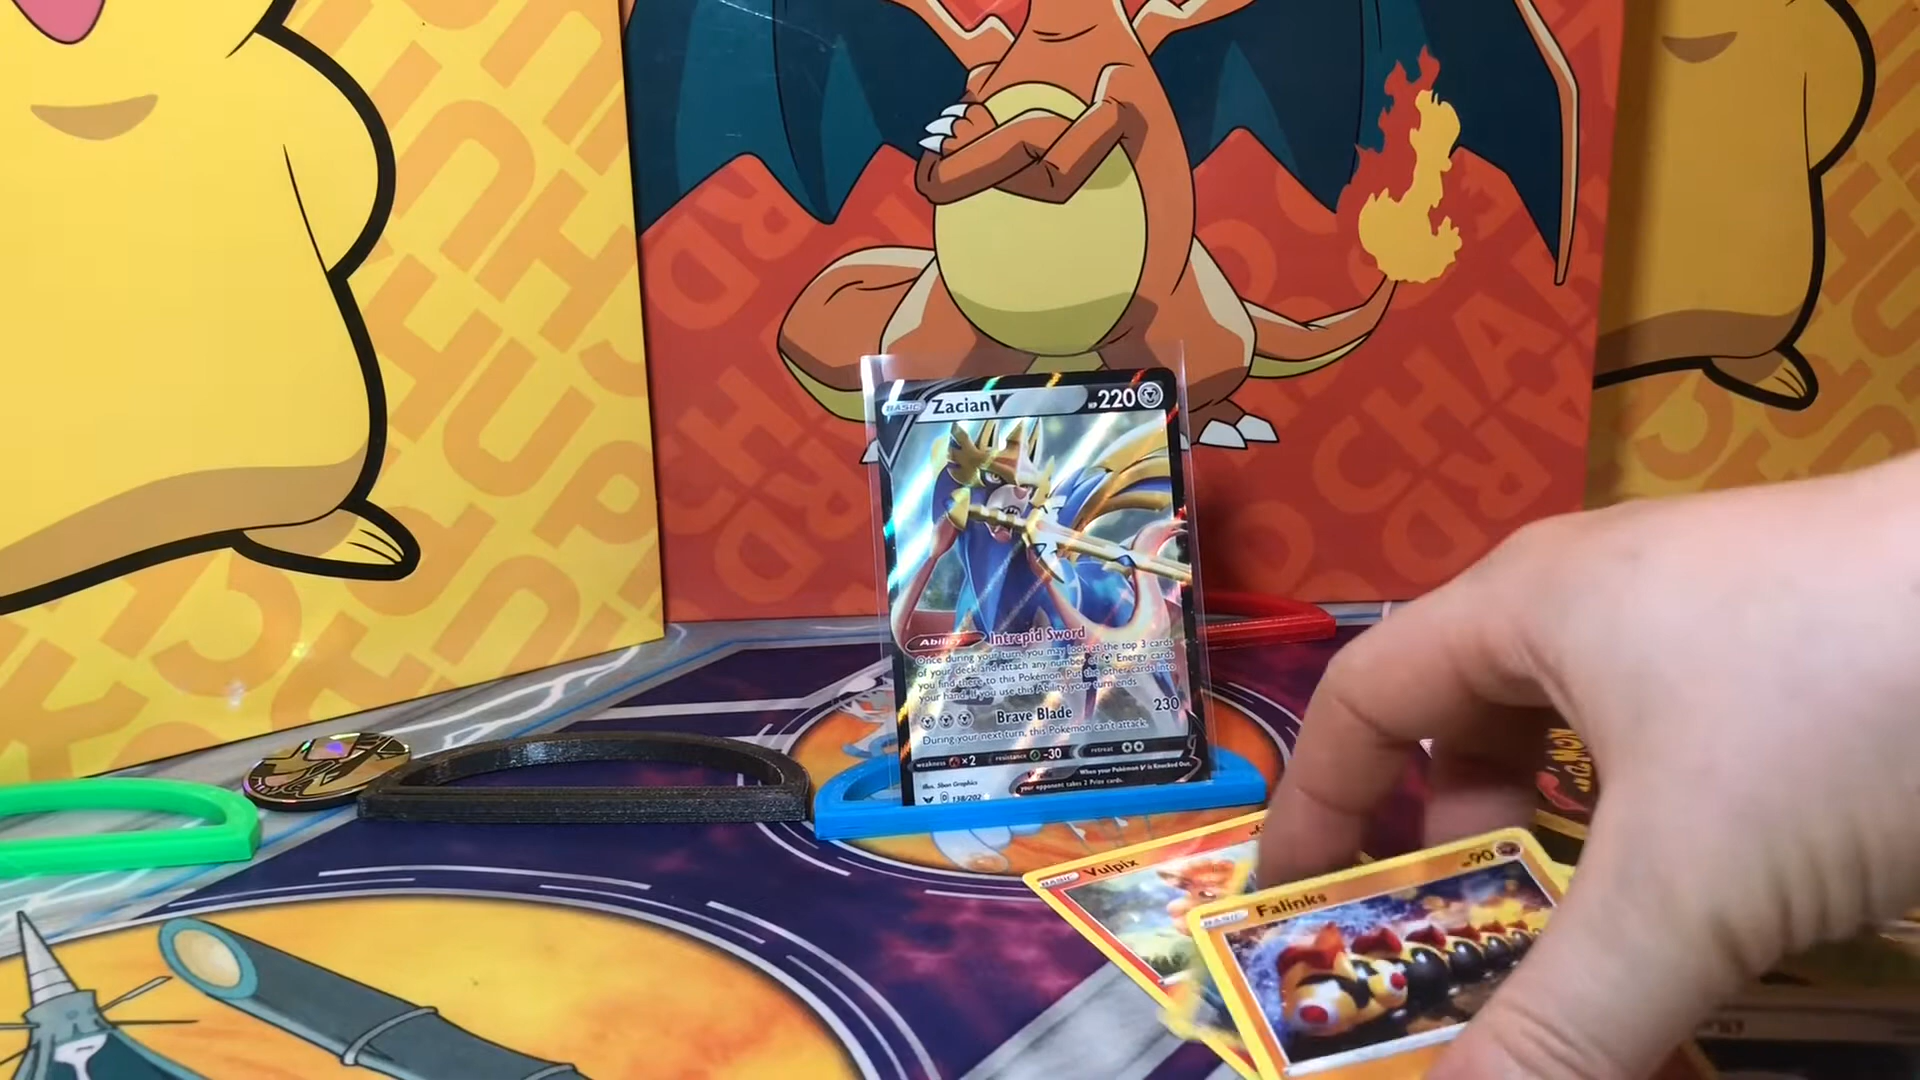 BASIC Zacian V HP 220
Ability Intrepid Sword
Once during your turn, you may look at the top 3 cards
of your deck and attach any number of Energy cards
you find there to this Pokémon. Put the other cards into
your hand. If you use this Ability, your turn ends.
Brave Blade 230
During your next turn, this Pokémon can't attack.
weakness ×2 resistance -30 retreat
V rule When your Pokémon V is Knocked Out,
your opponent takes 2 Prize cards.
Illus. 5ban Graphics
D 138/202
BASIC Vulpix
BASIC Falinks HP 90